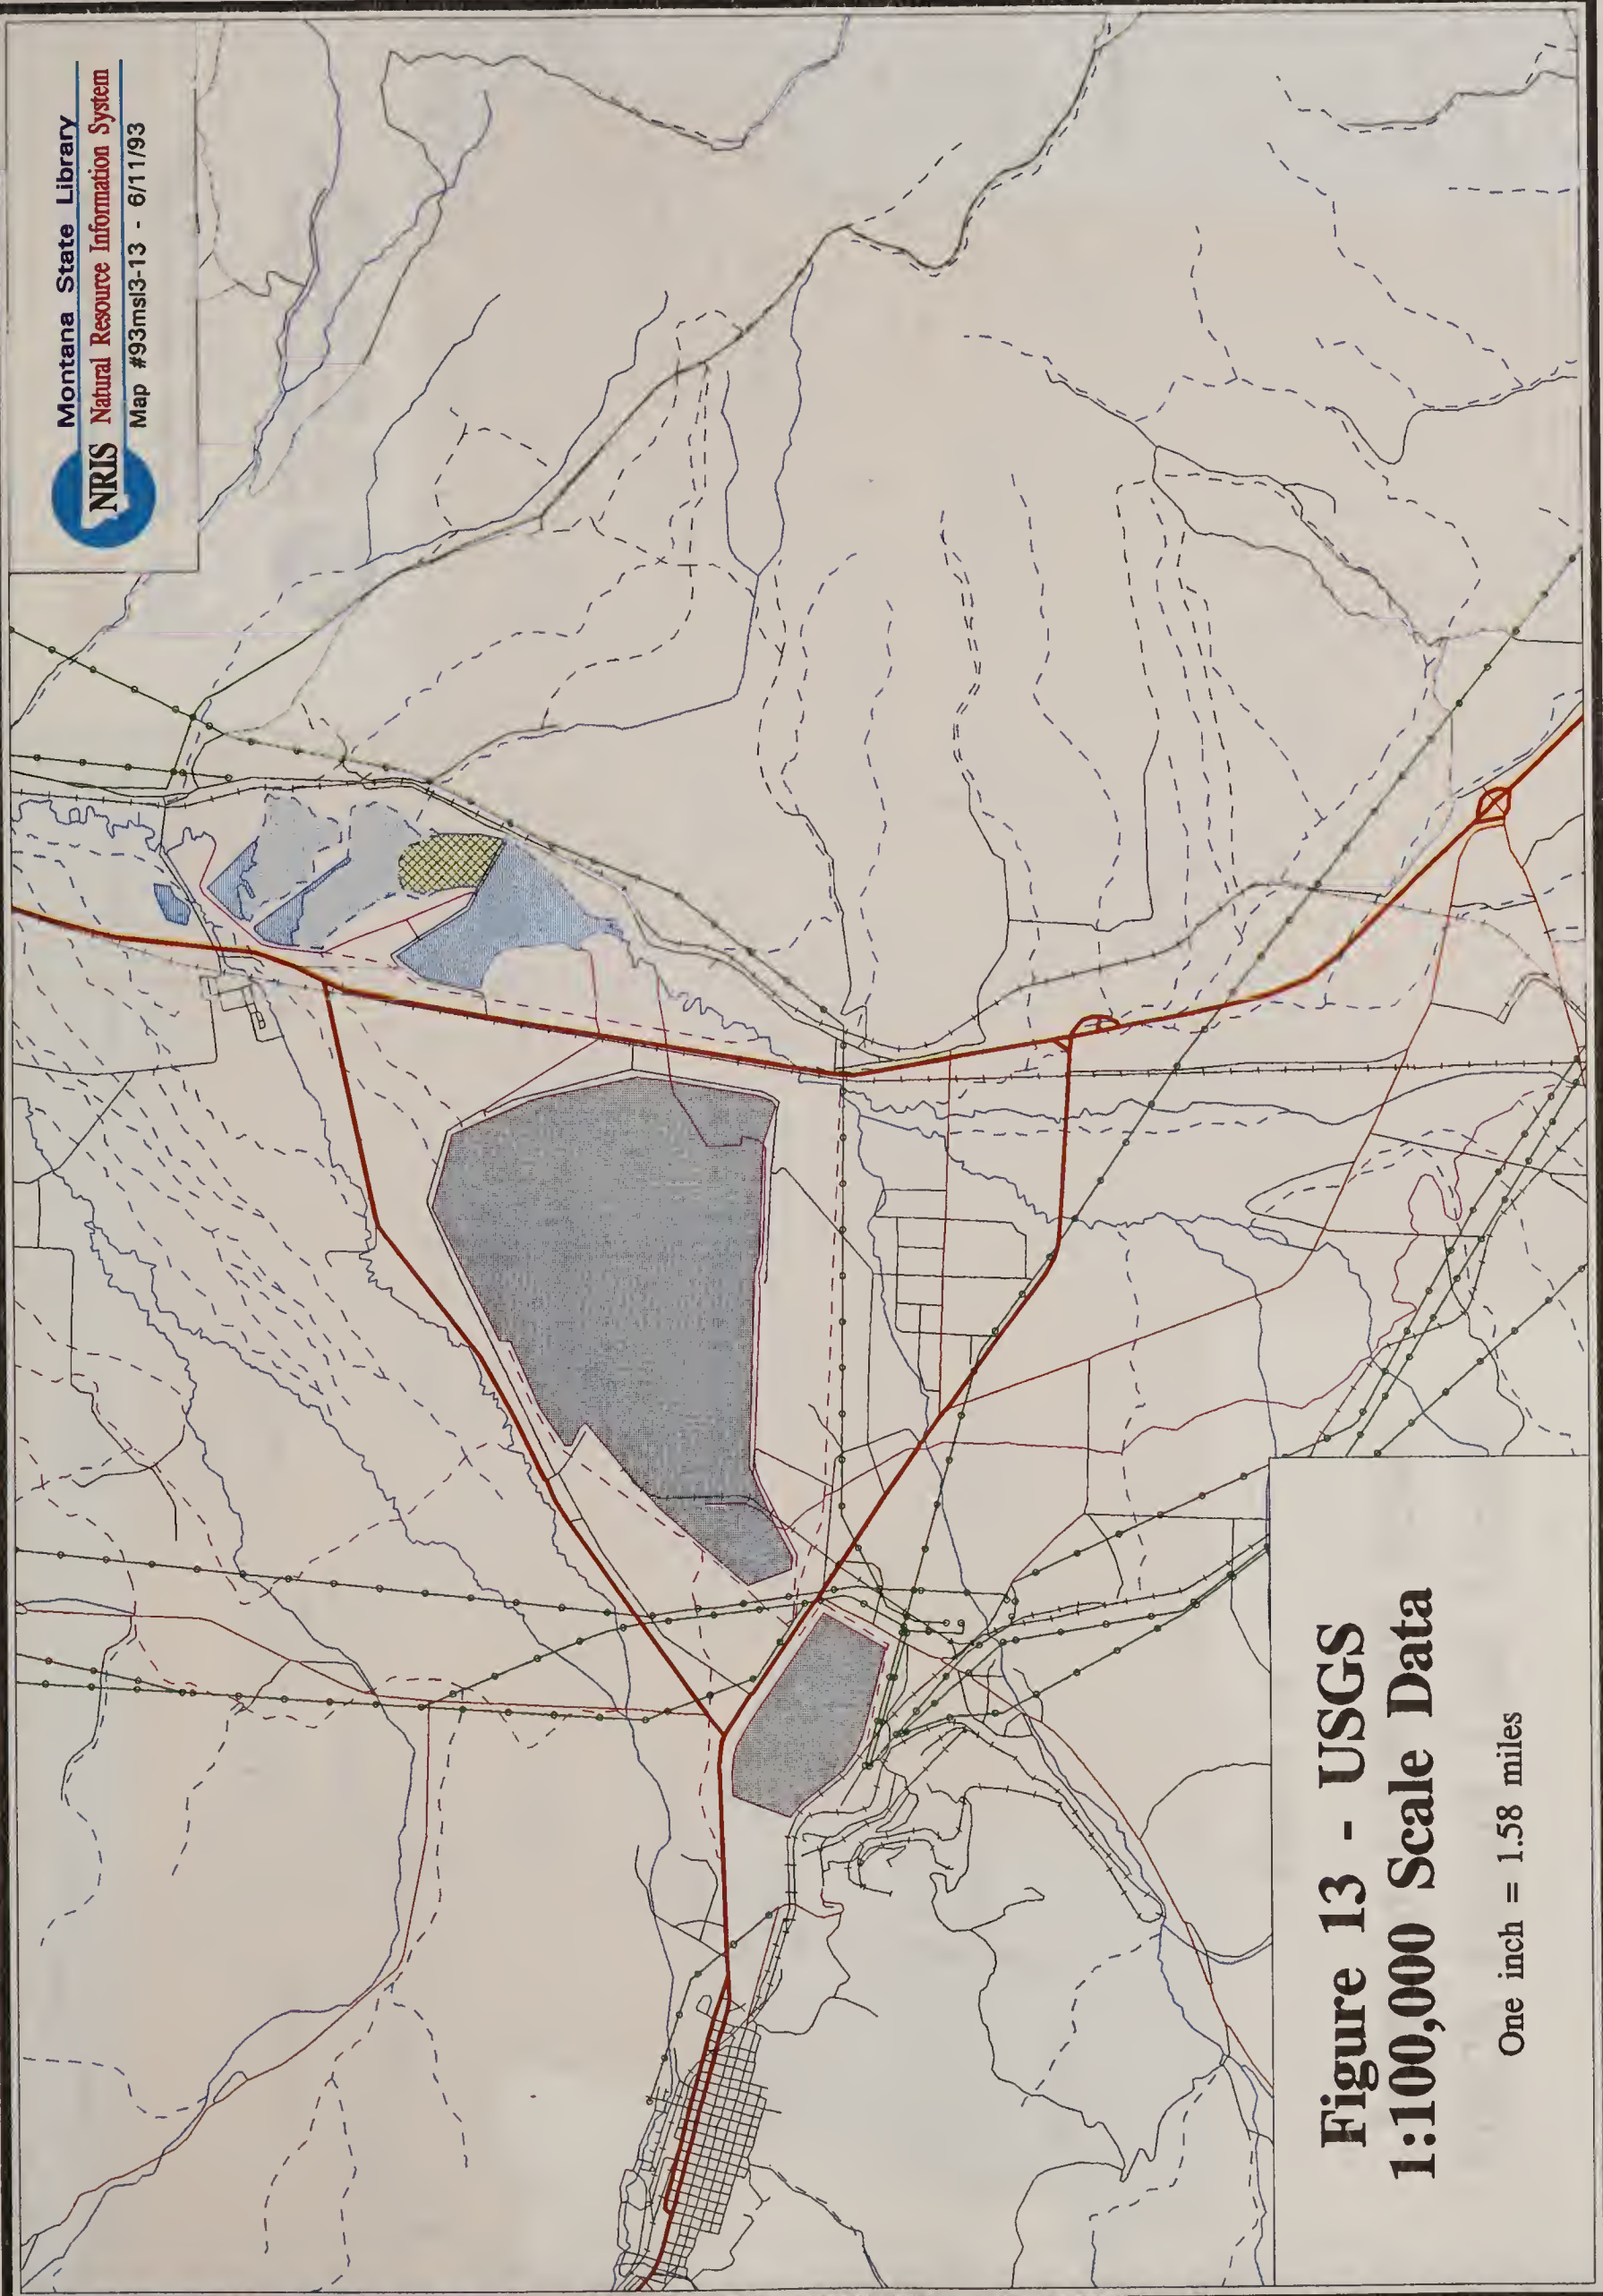 Montana State Library
NRIS Natural Resource Information System
Map #93msl3-13 - 6/11/93
Figure 13 - USGS
1:100,000 Scale Data
One inch = 1.58 miles